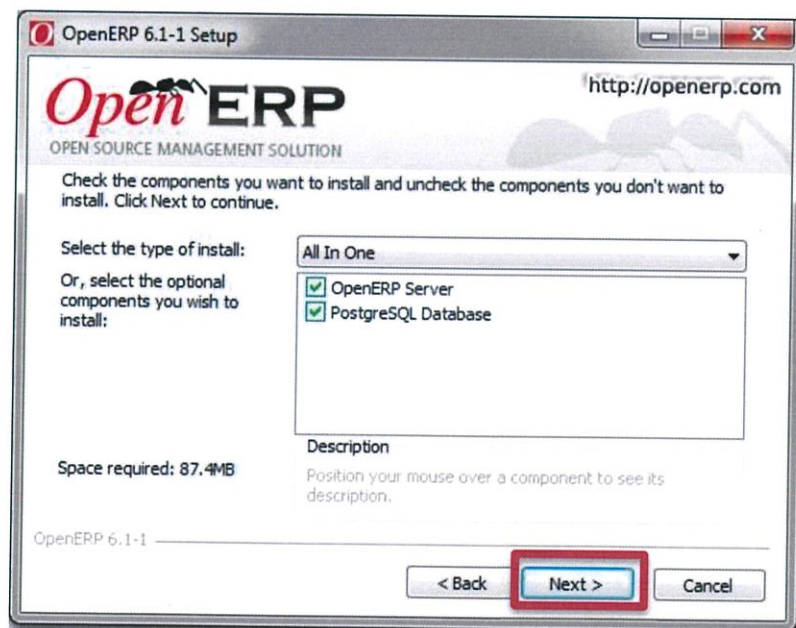 OpenERP 6.1-1 Setup
Open ERP
http://openerp.com
OPEN SOURCE MANAGEMENT SOLUTION
Check the components you want to install and uncheck the components you don't want to
install. Click Next to continue.
Select the type of install:
All In One
Or, select the optional
components you wish to
install:
OpenERP Server
PostgreSQL Database
Space required: 87.4MB
Description
Position your mouse over a component to see its
description.
OpenERP 6.1-1
< Back
Next >
Cancel